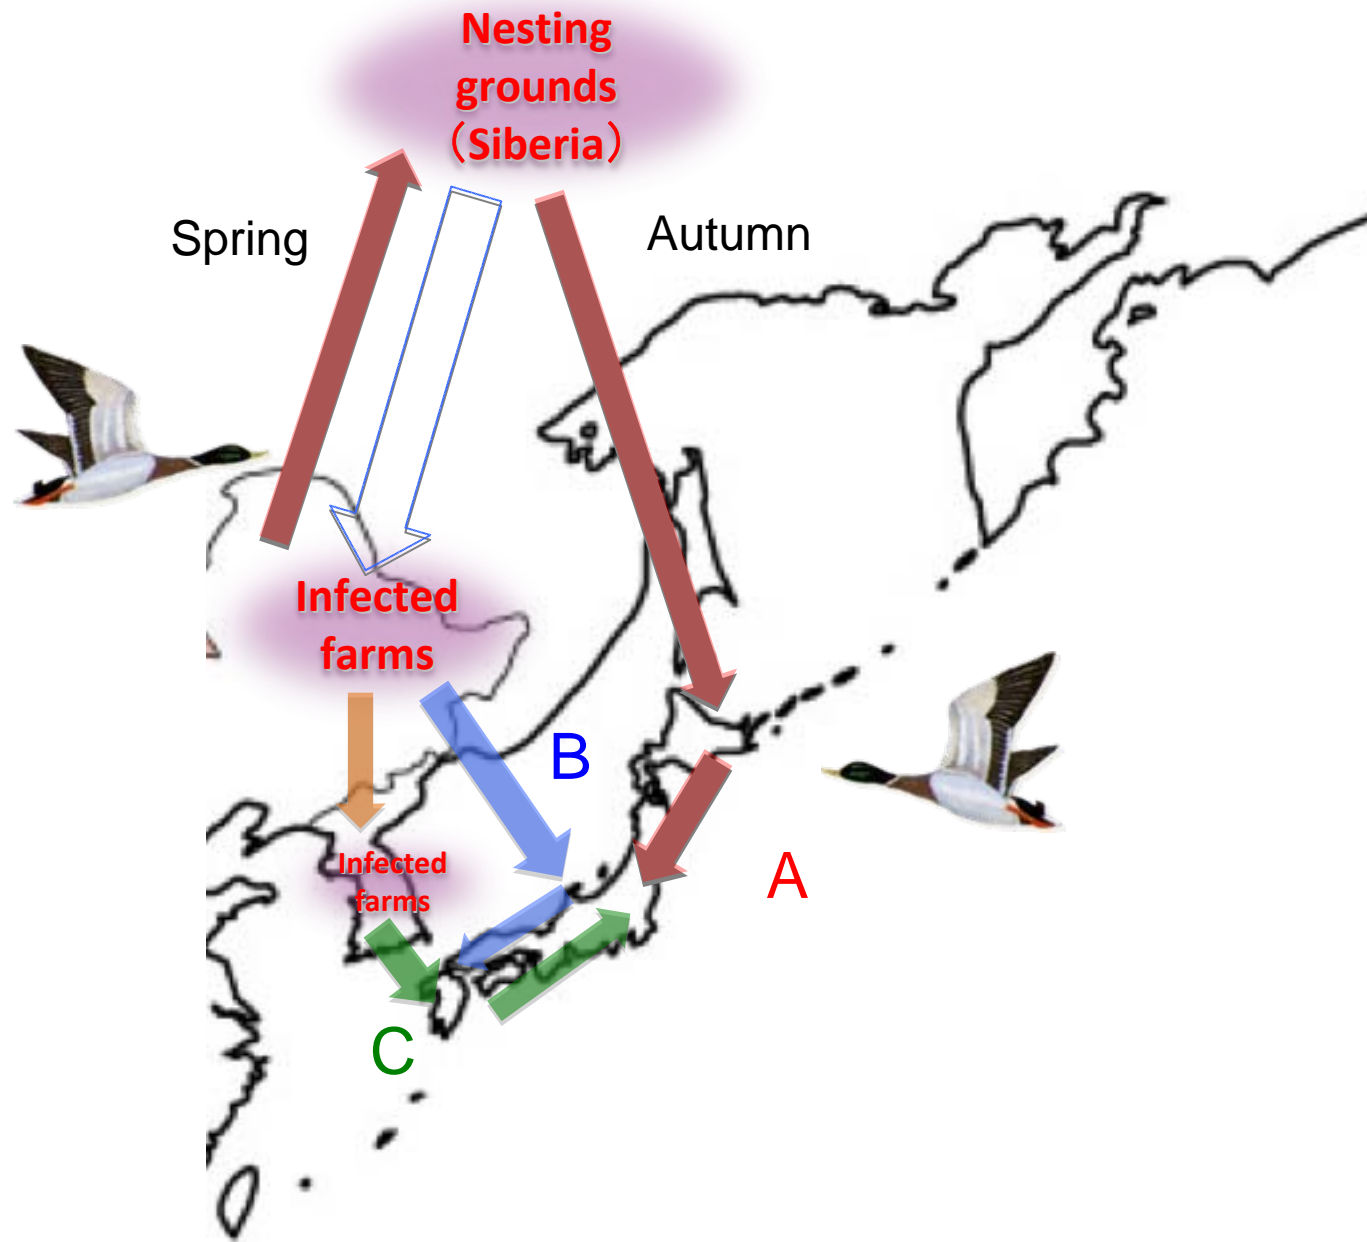 Nesting
grounds
（Siberia）
Spring
Autumn
Infected
farms
B
Infected
farms
A
C